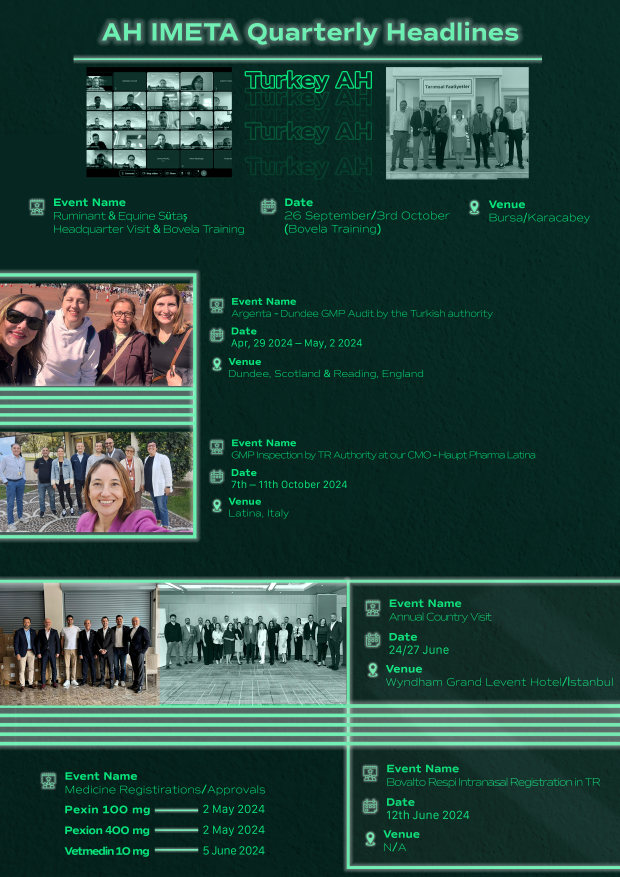 AH IMETA Quarterly Headlines
Turkey AH
Turkey AH
Turkey AH
Turkey AH
Tarımsal Faaliyetler
Event Name
Ruminant & Equine Sütaş
Headquarter Visit & Bovela Training
Date
26 September/3rd October
(Bovela Training)
Venue
Bursa/Karacabey
Event Name
Argenta - Dundee GMP Audit by the Turkish authority
Date
Apr, 29 2024 – May, 2 2024
Venue
Dundee, Scotland & Reading, England
Event Name
GMP Inspection by TR Authority at our CMO - Haupt Pharma Latina
Date
7th – 11th October 2024
Venue
Latina, Italy
Event Name
Annual Country Visit
Date
24/27 June
Venue
Wyndham Grand Levent Hotel/İstanbul
Event Name
Medicine Registirations/Approvals
Pexin 100 mg 2 May 2024
Pexion 400 mg 2 May 2024
Vetmedin 10 mg 5 June 2024
Event Name
Bovalto Respi Intranasal Registration in TR
Date
12th June 2024
Venue
N/A